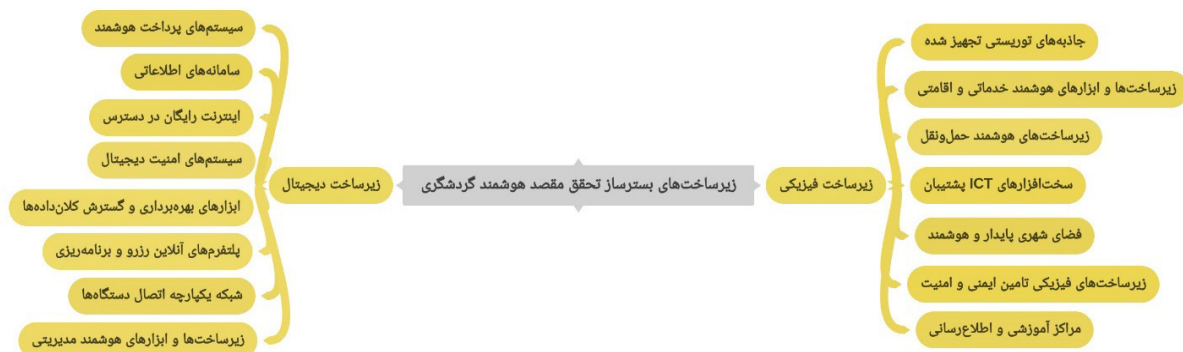 زیرساخت‌های بسترساز تحقق مقصد هوشمند گردشگری
زیرساخت فیزیکی
جاذبه‌های توریستی تجهیز شده
زیرساخت‌ها و ابزارهای هوشمند خدماتی و اقامتی
زیرساخت‌های هوشمند حمل‌ونقل
سخت‌افزارهای ICT پشتیبان
فضای شهری پایدار و هوشمند
زیرساخت‌های فیزیکی تامین ایمنی و امنیت
مراکز آموزشی و اطلاع‌رسانی
زیرساخت دیجیتال
سیستم‌های پرداخت هوشمند
سامانه‌های اطلاعاتی
اینترنت رایگان در دسترس
سیستم‌های امنیت دیجیتال
ابزارهای بهره‌برداری و گسترش کلان‌داده‌ها
پلتفرم‌های آنلاین رزرو و برنامه‌ریزی
شبکه یکپارچه اتصال دستگاه‌ها
زیرساخت‌ها و ابزارهای هوشمند مدیریتی